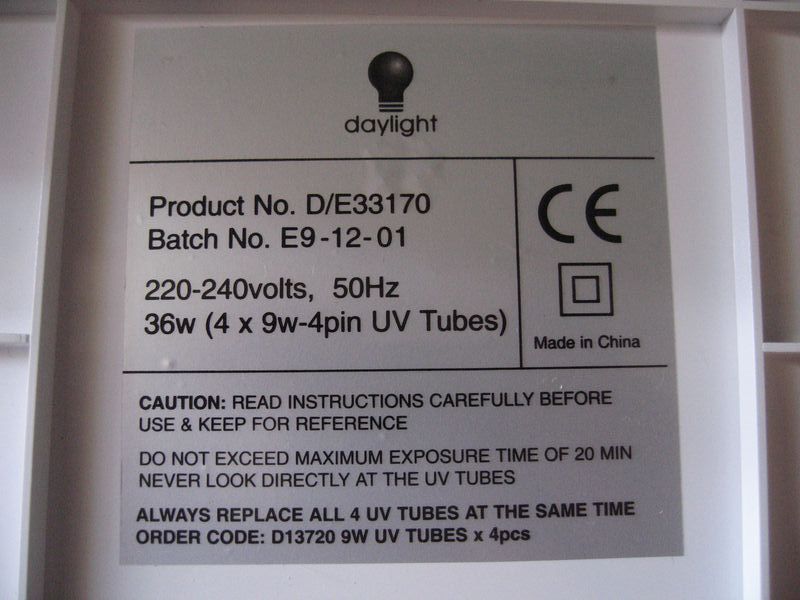 daylight
Product No. D/E33170
Batch No. E9-12-01
220-240volts, 50Hz
36w (4 x 9w-4pin UV Tubes)
CE
Made in China
CAUTION: READ INSTRUCTIONS CAREFULLY BEFORE
USE & KEEP FOR REFERENCE
DO NOT EXCEED MAXIMUM EXPOSURE TIME OF 20 MIN
NEVER LOOK DIRECTLY AT THE UV TUBES
ALWAYS REPLACE ALL 4 UV TUBES AT THE SAME TIME
ORDER CODE: D13720 9W UV TUBES x 4pcs